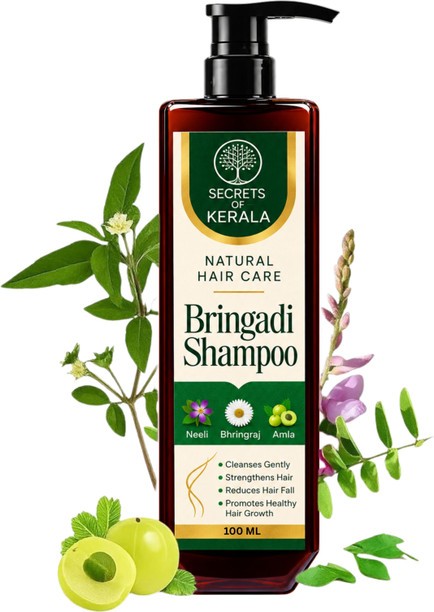 SECRETS
OF
KERALA
NATURAL
HAIR CARE
Bringadi
Shampoo
Neeli Bhringraj Amla
• Cleanses Gently
• Strengthens Hair
• Reduces Hair Fall
• Promotes Healthy
Hair Growth
100 ML